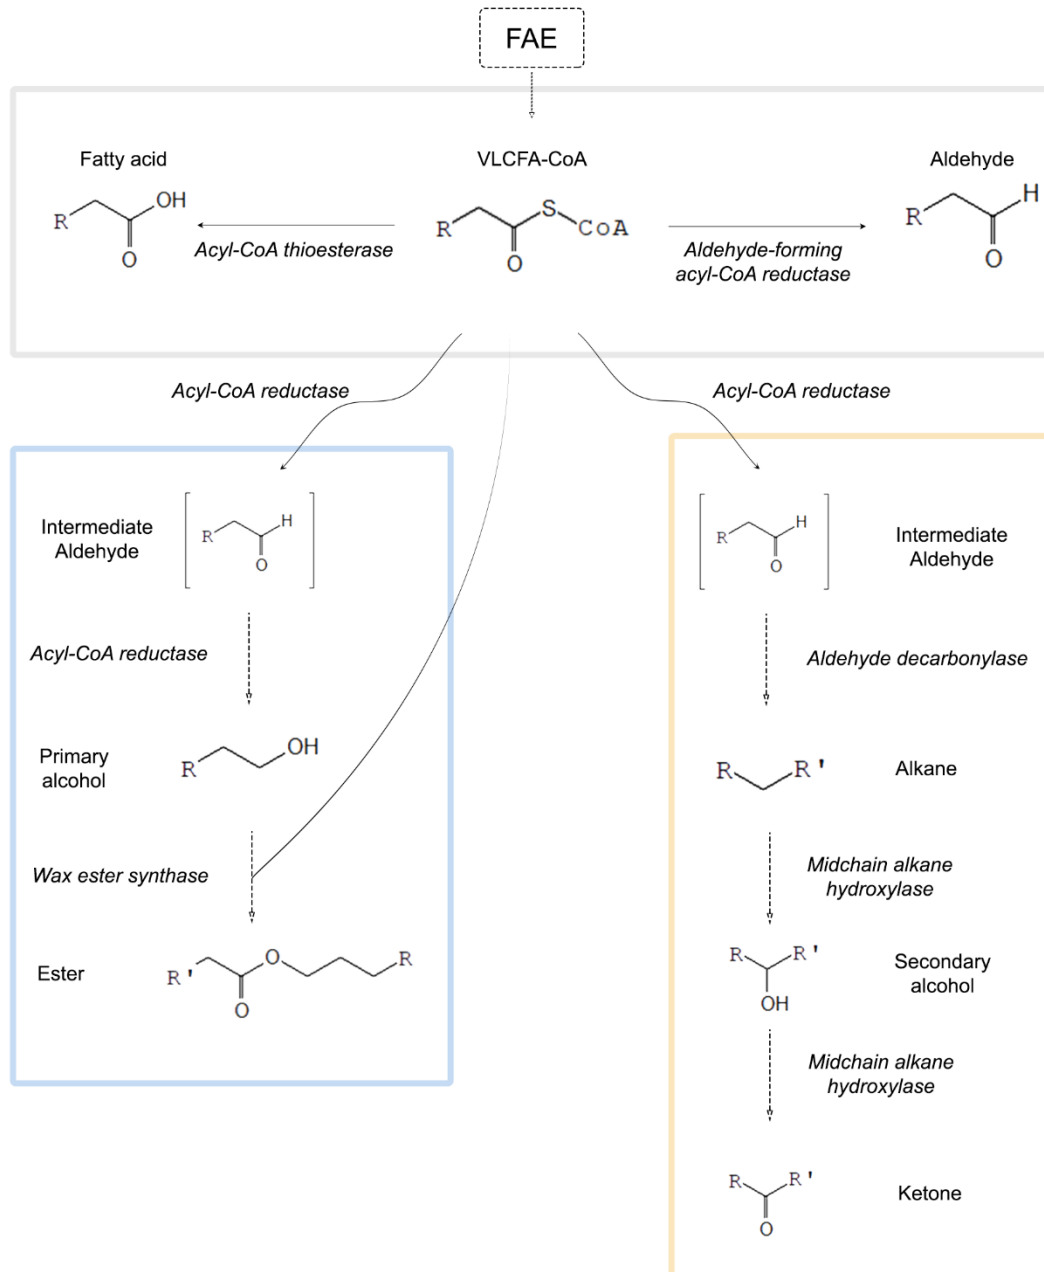 FAE
Fatty acid
VLCFA-CoA
Aldehyde
R
OH
O
R
S
CoA
O
R
H
O
Acyl-CoA thioesterase
Aldehyde-forming
acyl-CoA reductase
Acyl-CoA reductase
Acyl-CoA reductase
Intermediate
Aldehyde
R
H
O
Acyl-CoA reductase
Primary
alcohol
R
OH
Wax ester synthase
Ester
R'
O
O
R
R
H
O
Intermediate
Aldehyde
Aldehyde decarbonylase
R
R'
Alkane
Midchain alkane
hydroxylase
R
R'
OH
Secondary
alcohol
Midchain alkane
hydroxylase
R
R'
O
Ketone